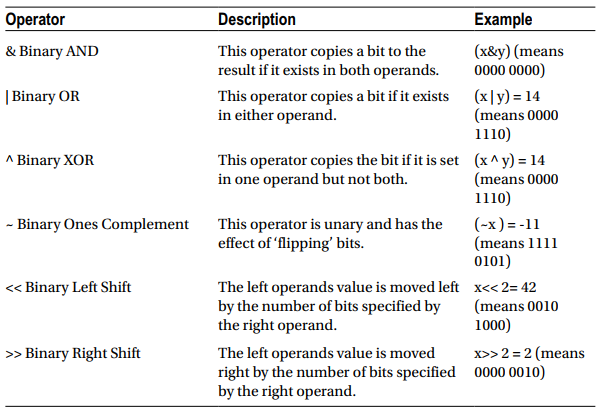 Operator Description Example
& Binary AND This operator copies a bit to the (x&y) (means
result if it exists in both operands. 0000 0000)
| Binary OR This operator copies a bit if it exists (x | y) = 14
in either operand. (means 0000
1110)
^ Binary XOR This operator copies the bit if it is set (x ^ y) = 14
in one operand but not both. (means 0000
1110)
~ Binary Ones Complement This operator is unary and has the (~x ) = -11
effect of ‘flipping’ bits. (means 1111
0101)
<< Binary Left Shift The left operands value is moved left x<< 2= 42
by the number of bits specified by (means 0010
the right operand. 1000)
>> Binary Right Shift The left operands value is moved x>> 2 = 2 (means
right by the number of bits specified 0000 0010)
by the right operand.